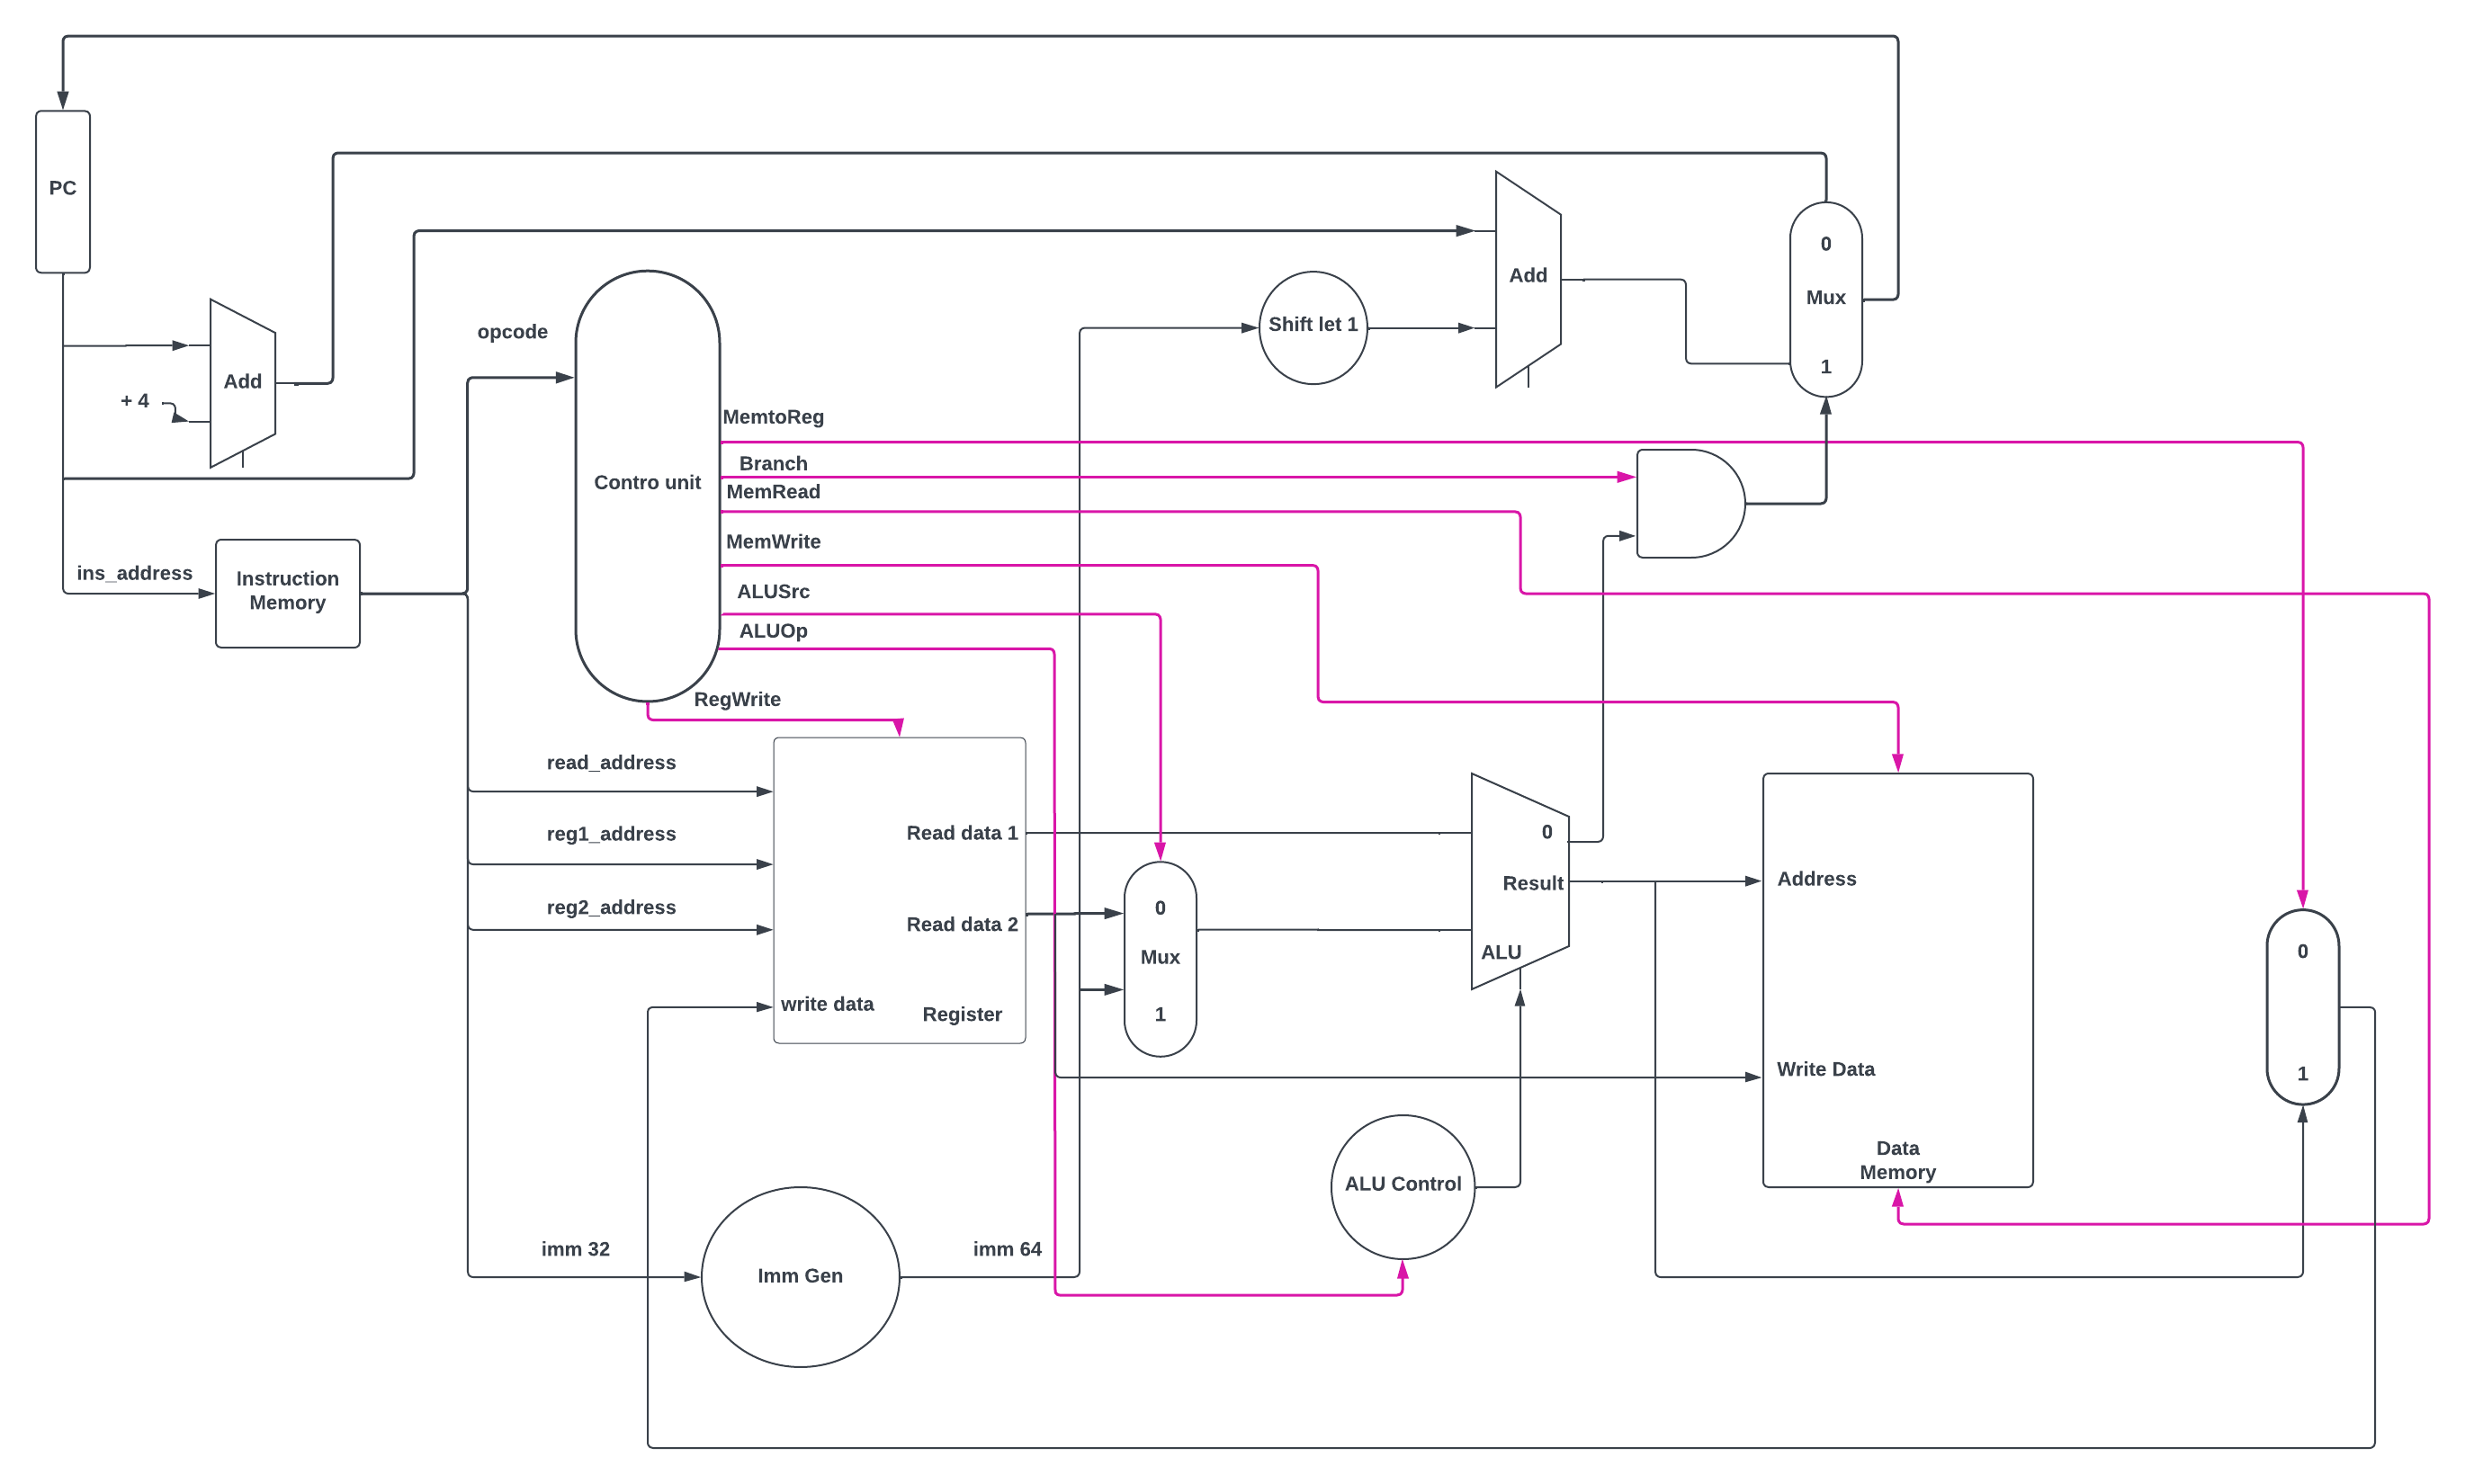 PC
Add
+ 4
ins_address
Instruction
Memory
opcode
Contro unit
MemtoReg
Branch
MemRead
MemWrite
ALUSrc
ALUOp
RegWrite
Shift let 1
Add
0
Mux
1
read_address
reg1_address
reg2_address
Read data 1
Read data 2
write data
Register
0
Mux
1
0
Result
ALU
Address
Write Data
Data
Memory
0
1
ALU Control
imm 32
Imm Gen
imm 64